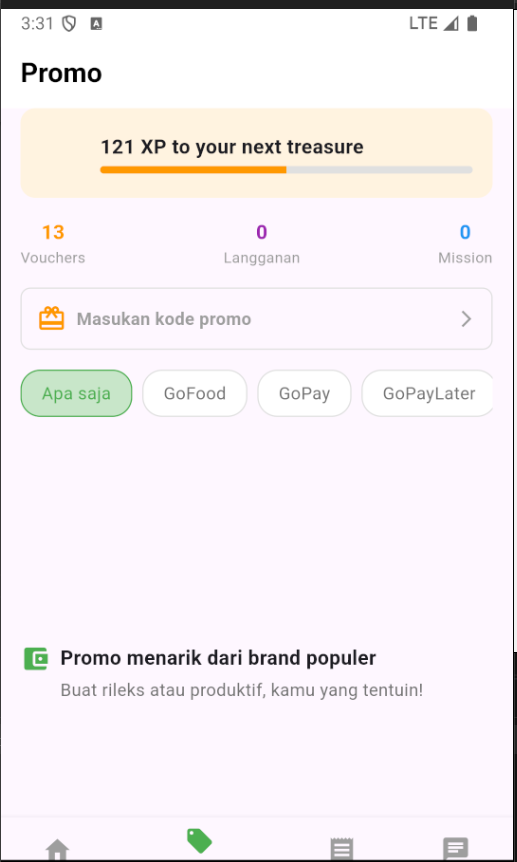 3:31 A LTE
Promo
121 XP to your next treasure
13 0 0
Vouchers Langganan Mission
Masukan kode promo
Apa saja GoFood GoPay GoPayLater
Promo menarik dari brand populer
Buat rileks atau produktif, kamu yang tentuin!